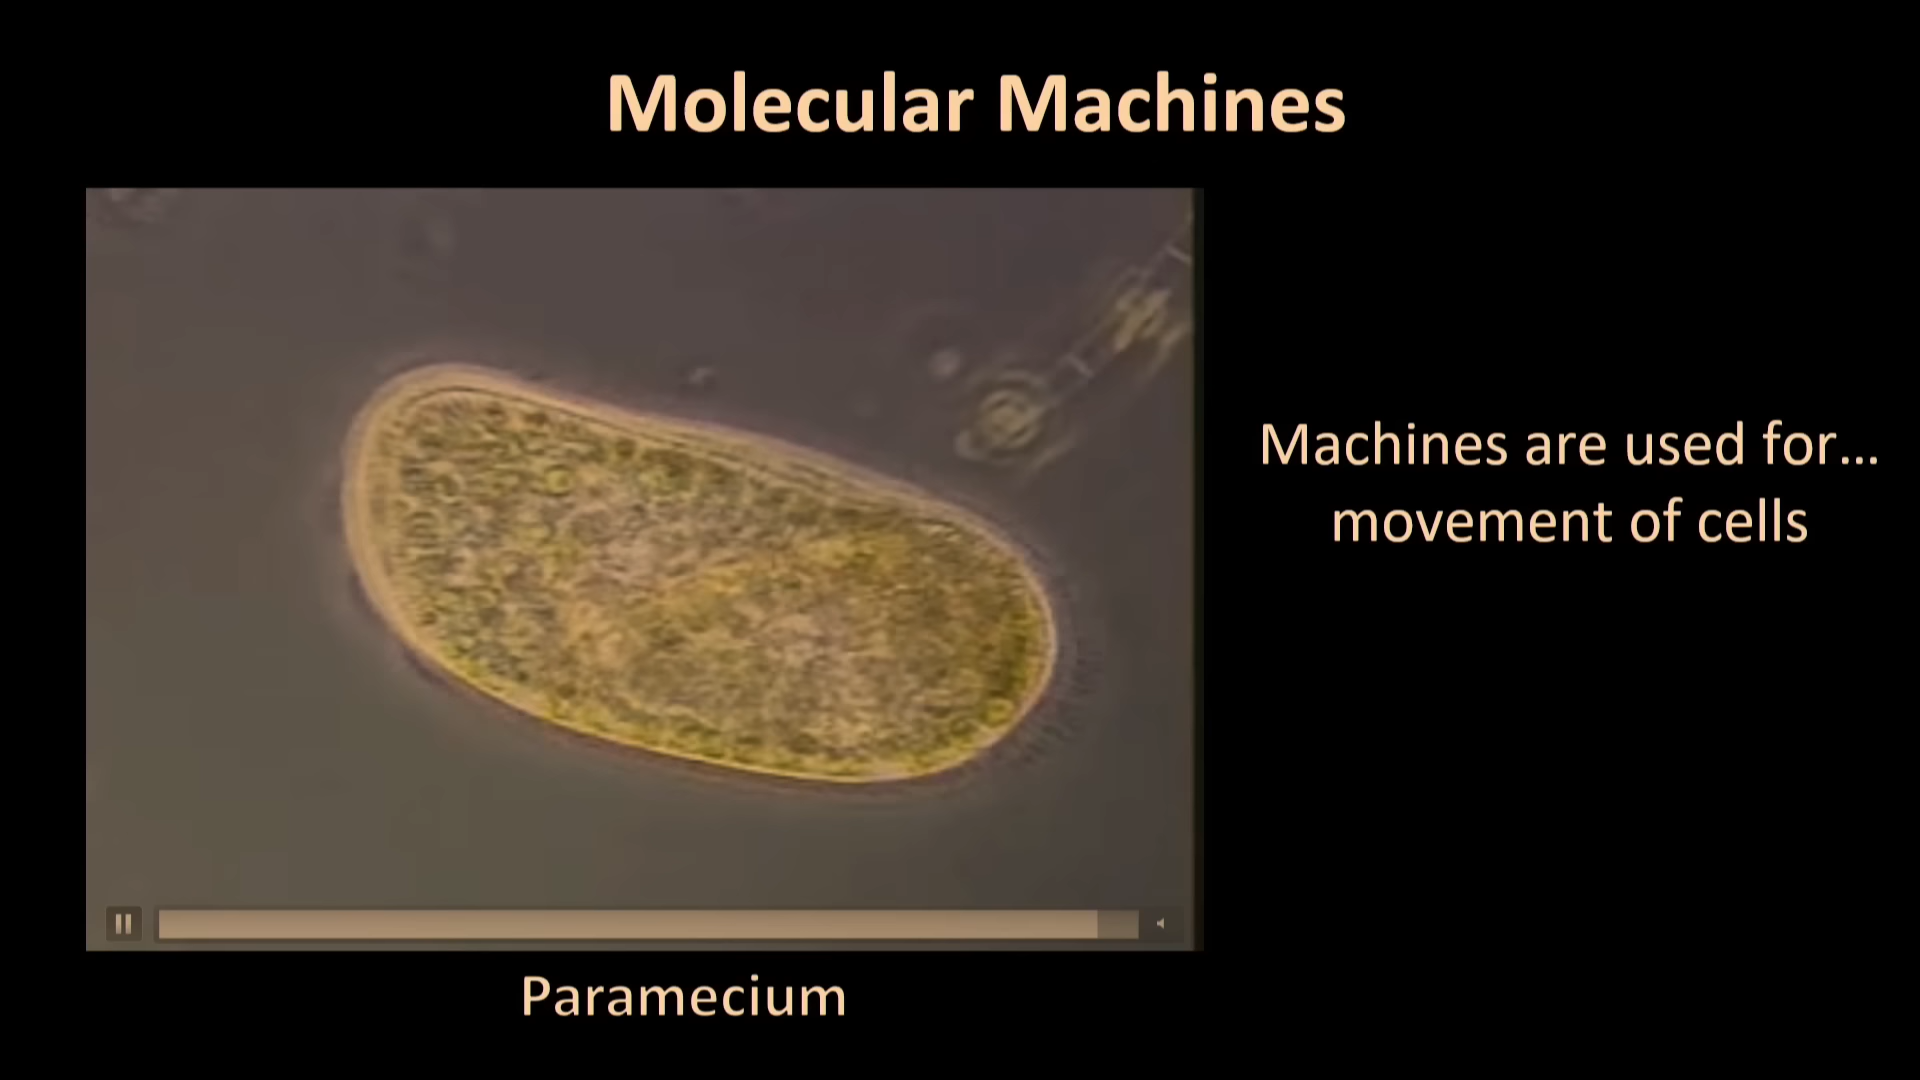 Molecular Machines
Machines are used for...
movement of cells
Paramecium